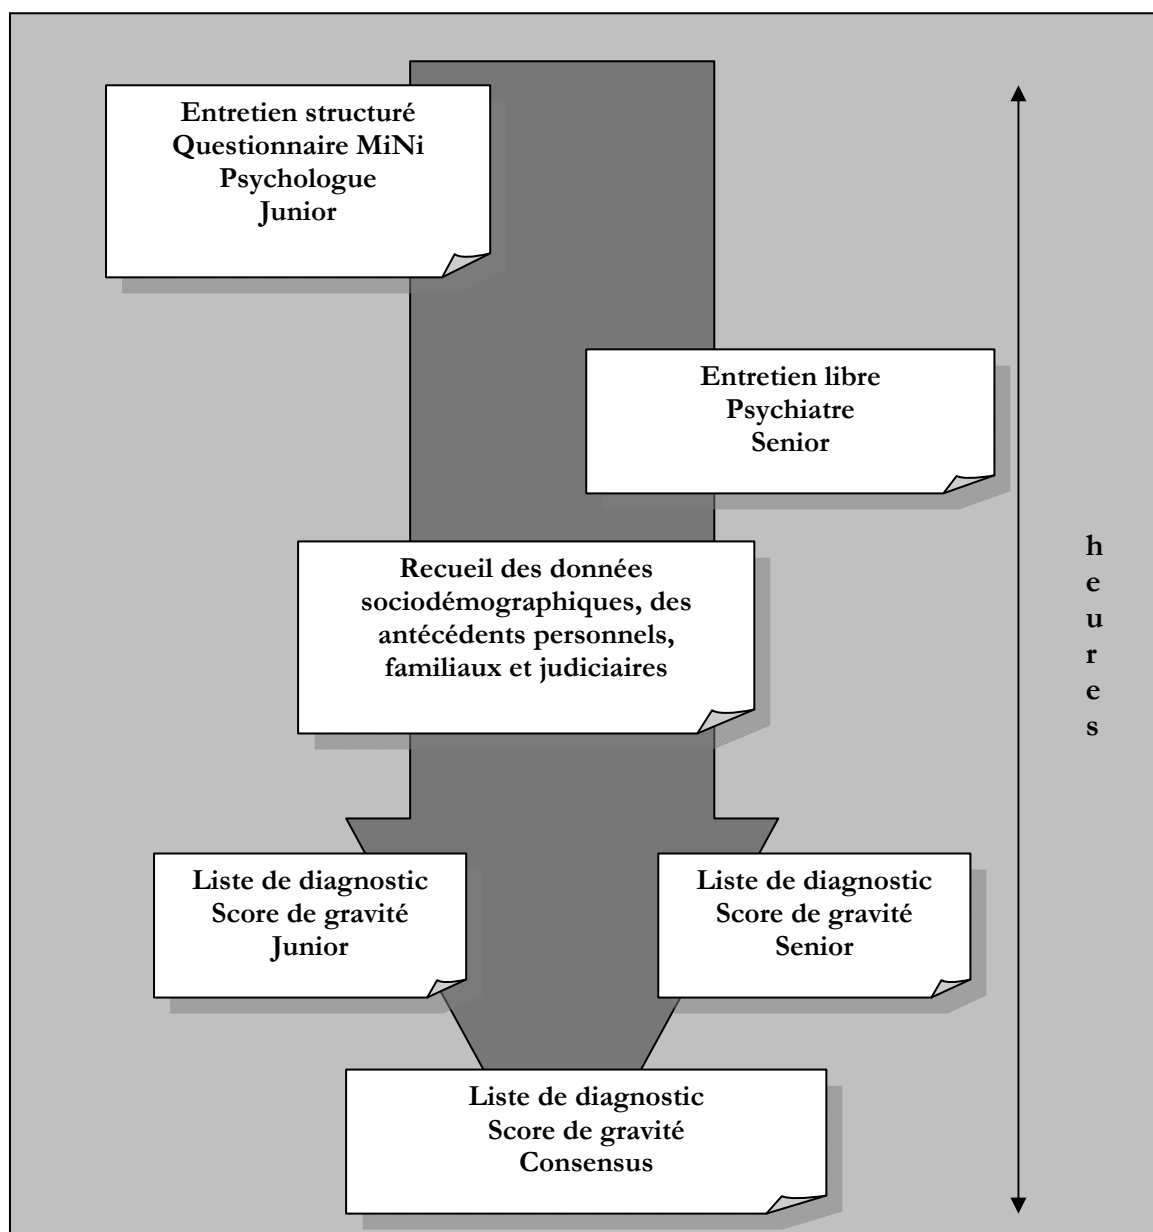 Entretien structuré
Questionnaire MiNi
Psychologue
Junior
Entretien libre
Psychiatre
Senior
Recueil des données
sociodémographiques, des
antécédents personnels,
familiaux et judiciaires
heures
Liste de diagnostic
Score de gravité
Junior
Liste de diagnostic
Score de gravité
Senior
Liste de diagnostic
Score de gravité
Consensus